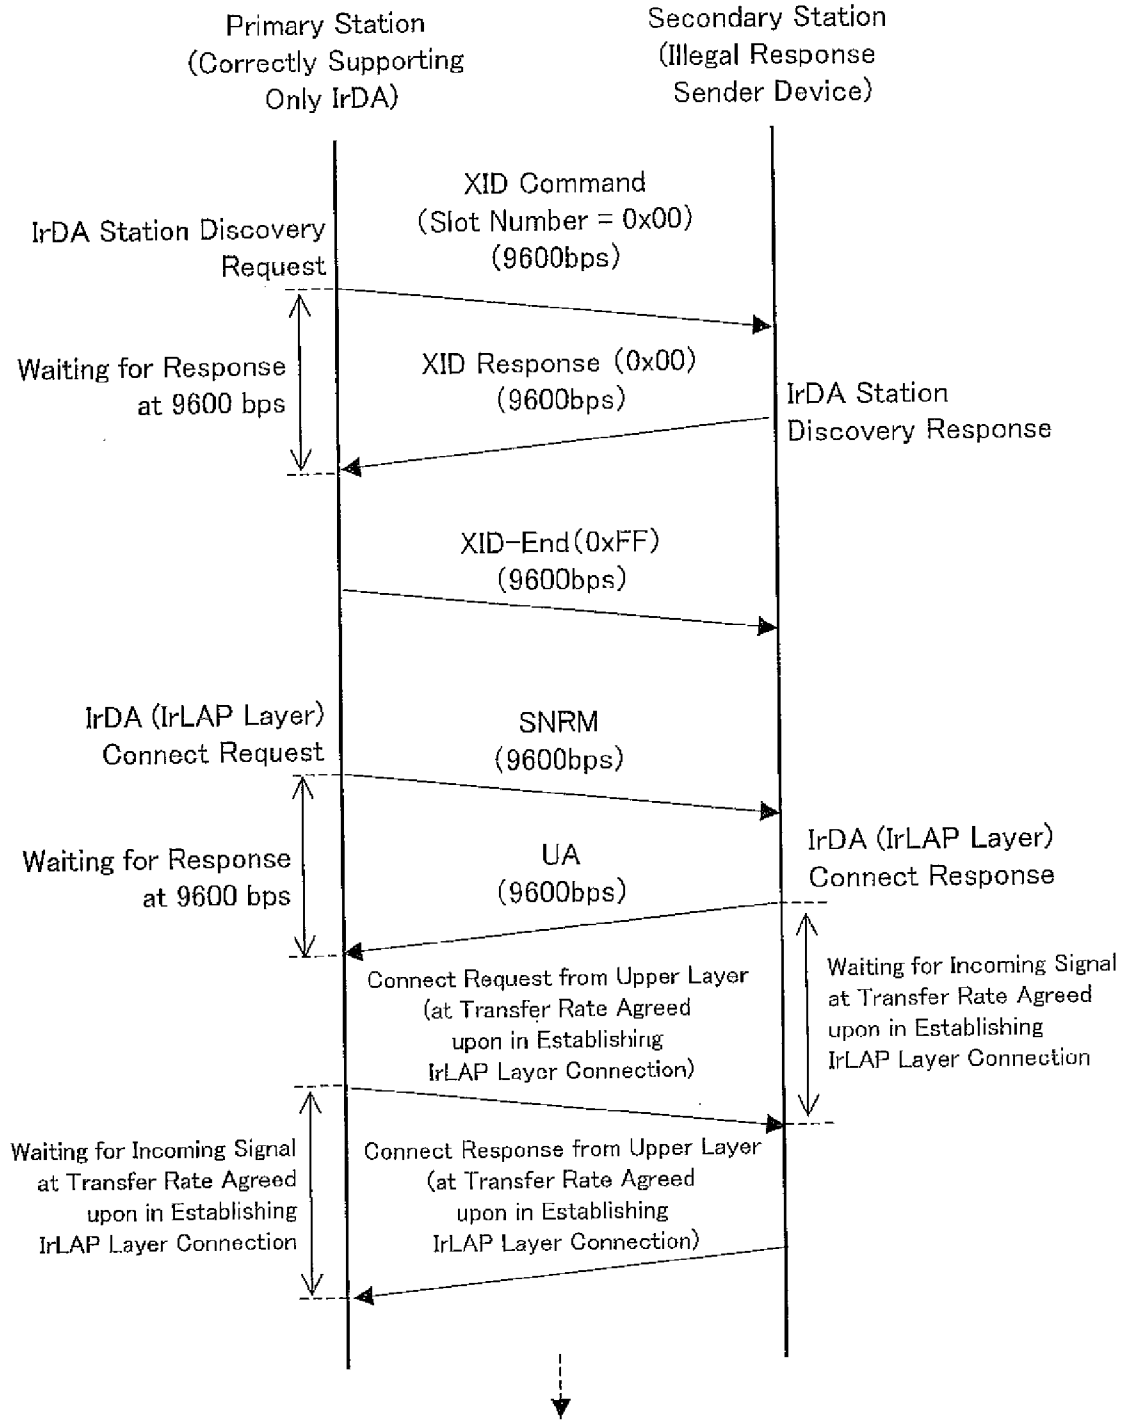 Primary Station
(Correctly Supporting
Only IrDA)
Secondary Station
(Illegal Response
Sender Device)
XID Command
(Slot Number = 0x00)
(9600bps)
IrDA Station Discovery
Request
Waiting for Response
at 9600 bps
XID Response (0x00)
(9600bps)
IrDA Station
Discovery Response
XID-End(0xFF)
(9600bps)
IrDA (IrLAP Layer)
Connect Request
SNRM
(9600bps)
Waiting for Response
at 9600 bps
UA
(9600bps)
IrDA (IrLAP Layer)
Connect Response
Connect Request from Upper Layer
(at Transfer Rate Agreed
upon in Establishing
IrLAP Layer Connection)
Waiting for Incoming Signal
at Transfer Rate Agreed
upon in Establishing
IrLAP Layer Connection
Waiting for Incoming Signal
at Transfer Rate Agreed
upon in Establishing
IrLAP Layer Connection
Connect Response from Upper Layer
(at Transfer Rate Agreed
upon in Establishing
IrLAP Layer Connection)